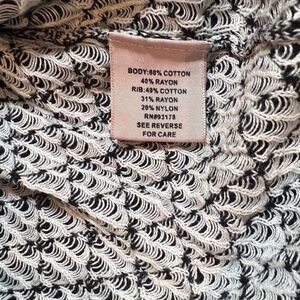 BODY:60% COTTON
40% RAYON
RIB:49% COTTON
31% RAYON
20% NYLON
RN#93178
SEE REVERSE
FOR CARE